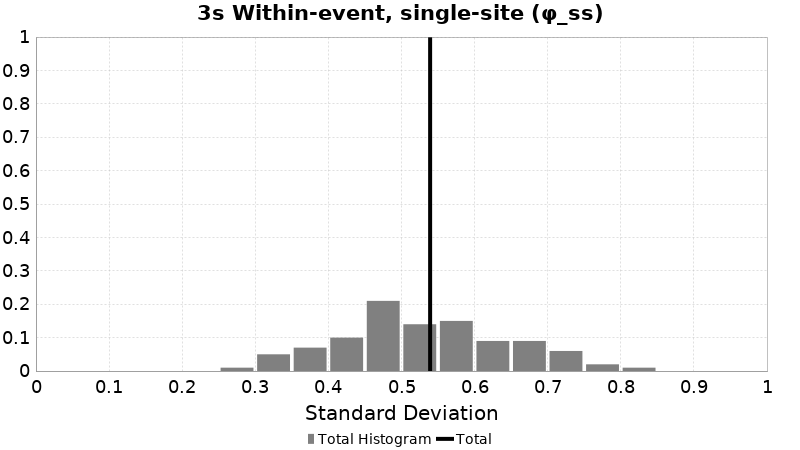 3s Within-event, single-site (φ_ss)
1
0.9
0.8
0.7
0.6
0.5
0.4
0.3
0.2
0.1
0
0 0.1 0.2 0.3 0.4 0.5 0.6 0.7 0.8 0.9 1
Standard Deviation
Total Histogram Total